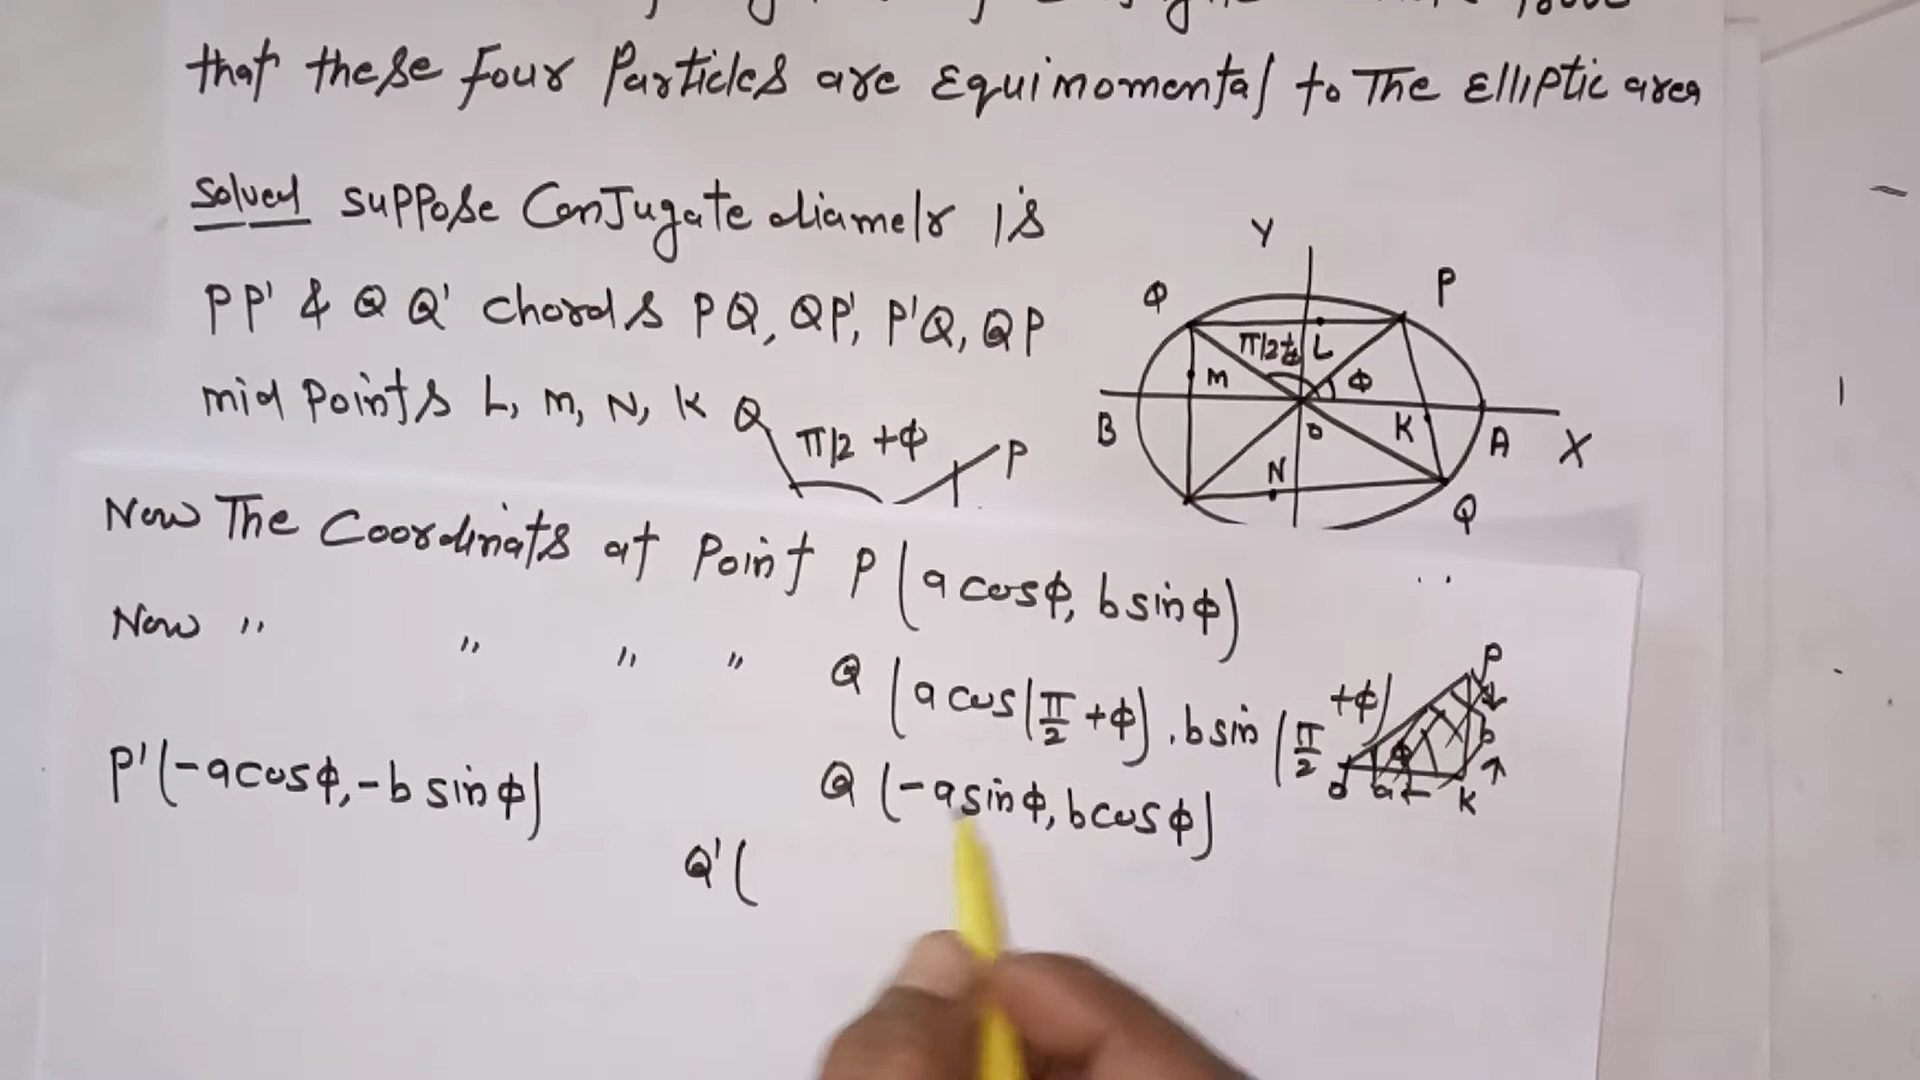 that these four Particles are Equimomental to The Elliptic area
Solved suppose Conjugate diametr is
PP' & QQ' chords PQ, QP', P'Q, QP
mid Points L, M, N, K
Q π/2 +ϕ P
Y
Q P
π/2+ L
M ϕ
B O K A X
N
Q
Now The Coordinats at Point P (a cosϕ, b sinϕ)
Now " " " " Q (a cos(π/2 +ϕ), b sin (π/2 +ϕ)
P
b
ϕ
O a K
P'(-a cosϕ, -b sinϕ)
Q (-a sinϕ, b cosϕ)
Q'(